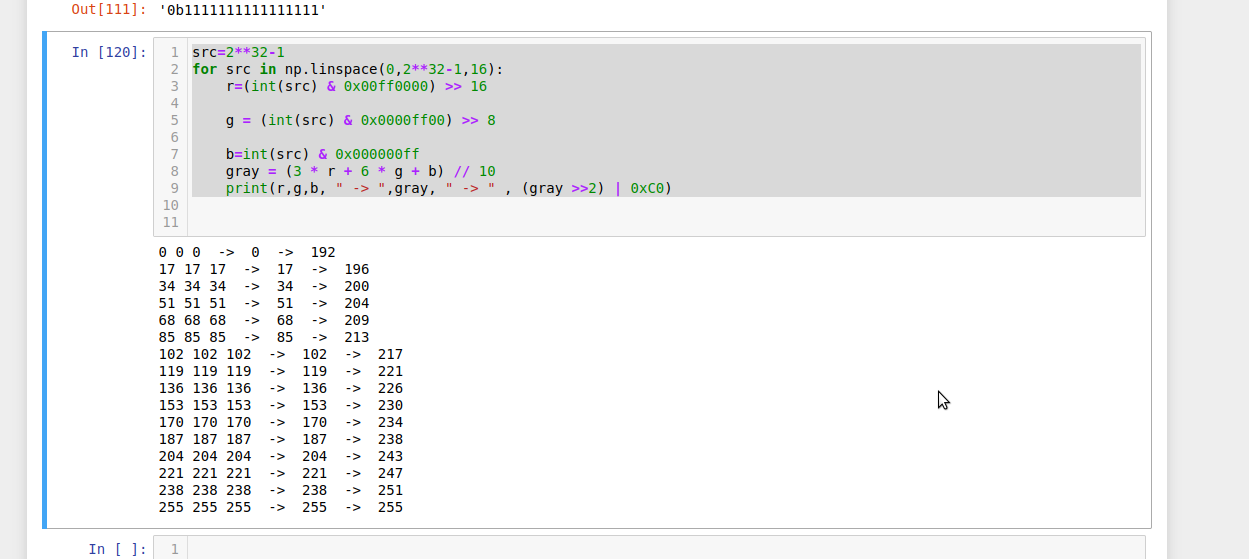 Out[111]: '0b1111111111111111'
In [120]:
1 src=2**32-1
2 for src in np.linspace(0,2**32-1,16):
3     r=(int(src) & 0x00ff0000) >> 16
4
5     g = (int(src) & 0x0000ff00) >> 8
6
7     b=int(src) & 0x000000ff
8     gray = (3 * r + 6 * g + b) // 10
9     print(r,g,b, " -> ",gray, " -> " , (gray >>2) | 0xC0)
10
11
0 0 0  ->  0  ->  192
17 17 17  ->  17  ->  196
34 34 34  ->  34  ->  200
51 51 51  ->  51  ->  204
68 68 68  ->  68  ->  209
85 85 85  ->  85  ->  213
102 102 102  ->  102  ->  217
119 119 119  ->  119  ->  221
136 136 136  ->  136  ->  226
153 153 153  ->  153  ->  230
170 170 170  ->  170  ->  234
187 187 187  ->  187  ->  238
204 204 204  ->  204  ->  243
221 221 221  ->  221  ->  247
238 238 238  ->  238  ->  251
255 255 255  ->  255  ->  255
In [ ]: 1